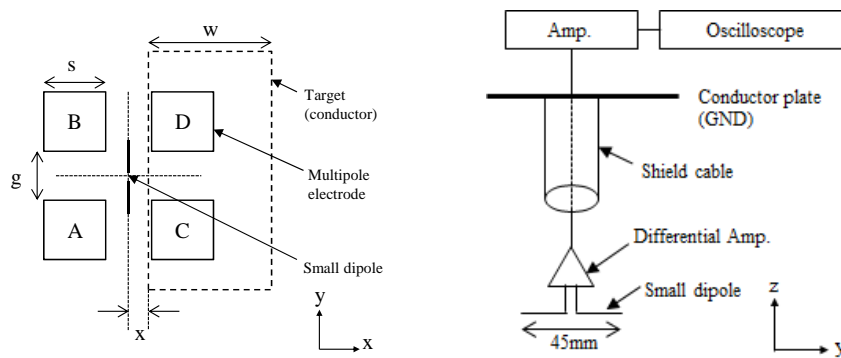 s
w
B
D
Target
(conductor)
g
Multipole
electrode
A
C
Small dipole
x
y
x
Amp.
Oscilloscope
Conductor plate
(GND)
Shield cable
Differential Amp.
Small dipole
45mm
z
y